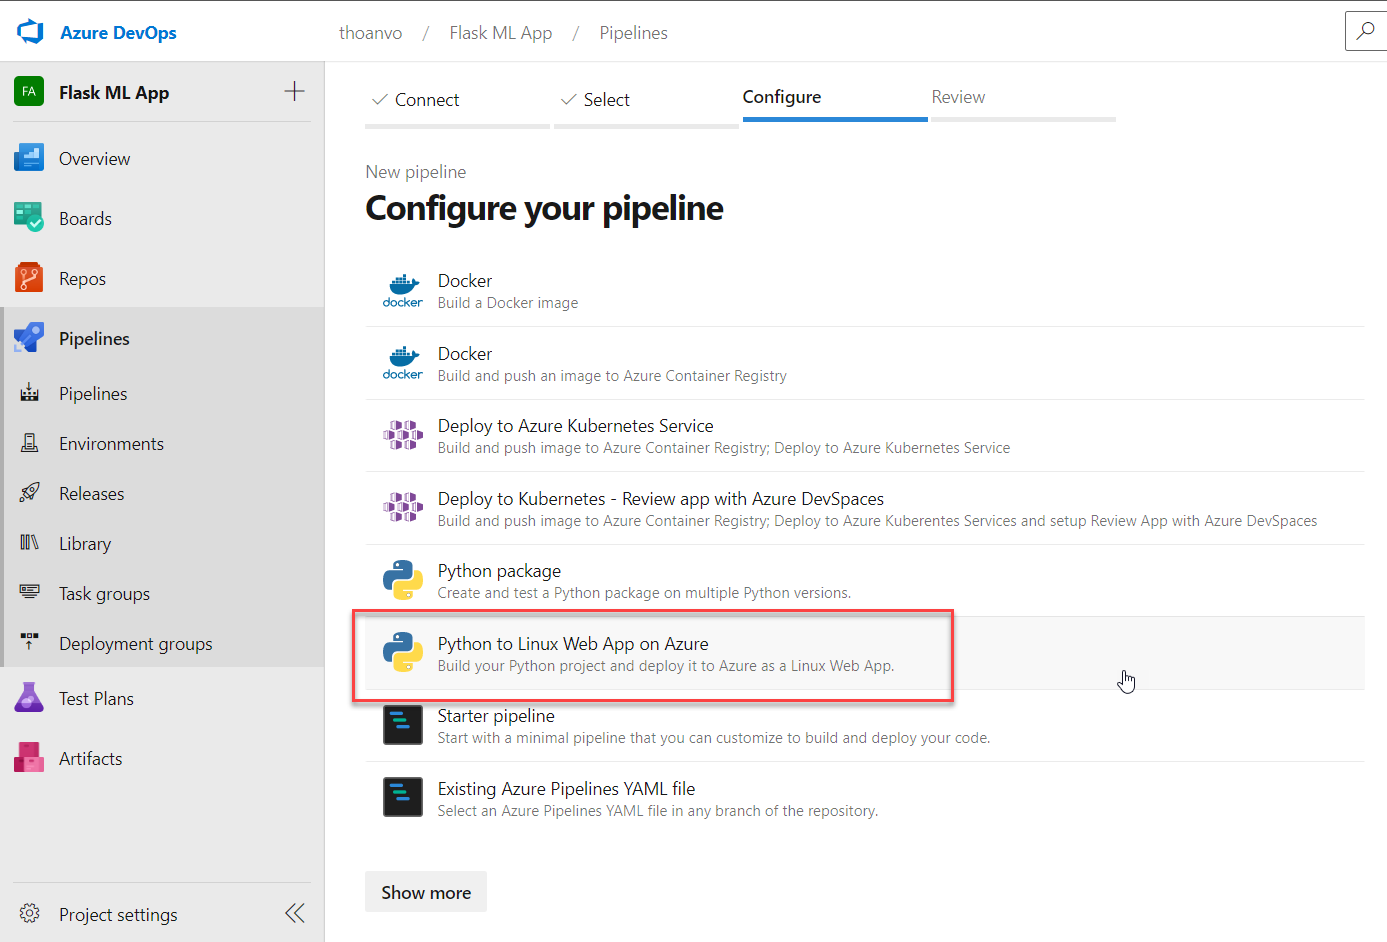 Azure DevOps
thoanvo / Flask ML App / Pipelines
FA Flask ML App
Overview
Boards
Repos
Pipelines
Pipelines
Environments
Releases
Library
Task groups
Deployment groups
Test Plans
Artifacts
Project settings
Connect
Select
Configure
Review
New pipeline
Configure your pipeline
docker
Docker
Build a Docker image
docker
Docker
Build and push an image to Azure Container Registry
Deploy to Azure Kubernetes Service
Build and push image to Azure Container Registry; Deploy to Azure Kubernetes Service
Deploy to Kubernetes - Review app with Azure DevSpaces
Build and push image to Azure Container Registry; Deploy to Azure Kuberentes Services and setup Review App with Azure DevSpaces
Python package
Create and test a Python package on multiple Python versions.
Python to Linux Web App on Azure
Build your Python project and deploy it to Azure as a Linux Web App.
Starter pipeline
Start with a minimal pipeline that you can customize to build and deploy your code.
Existing Azure Pipelines YAML file
Select an Azure Pipelines YAML file in any branch of the repository.
Show more